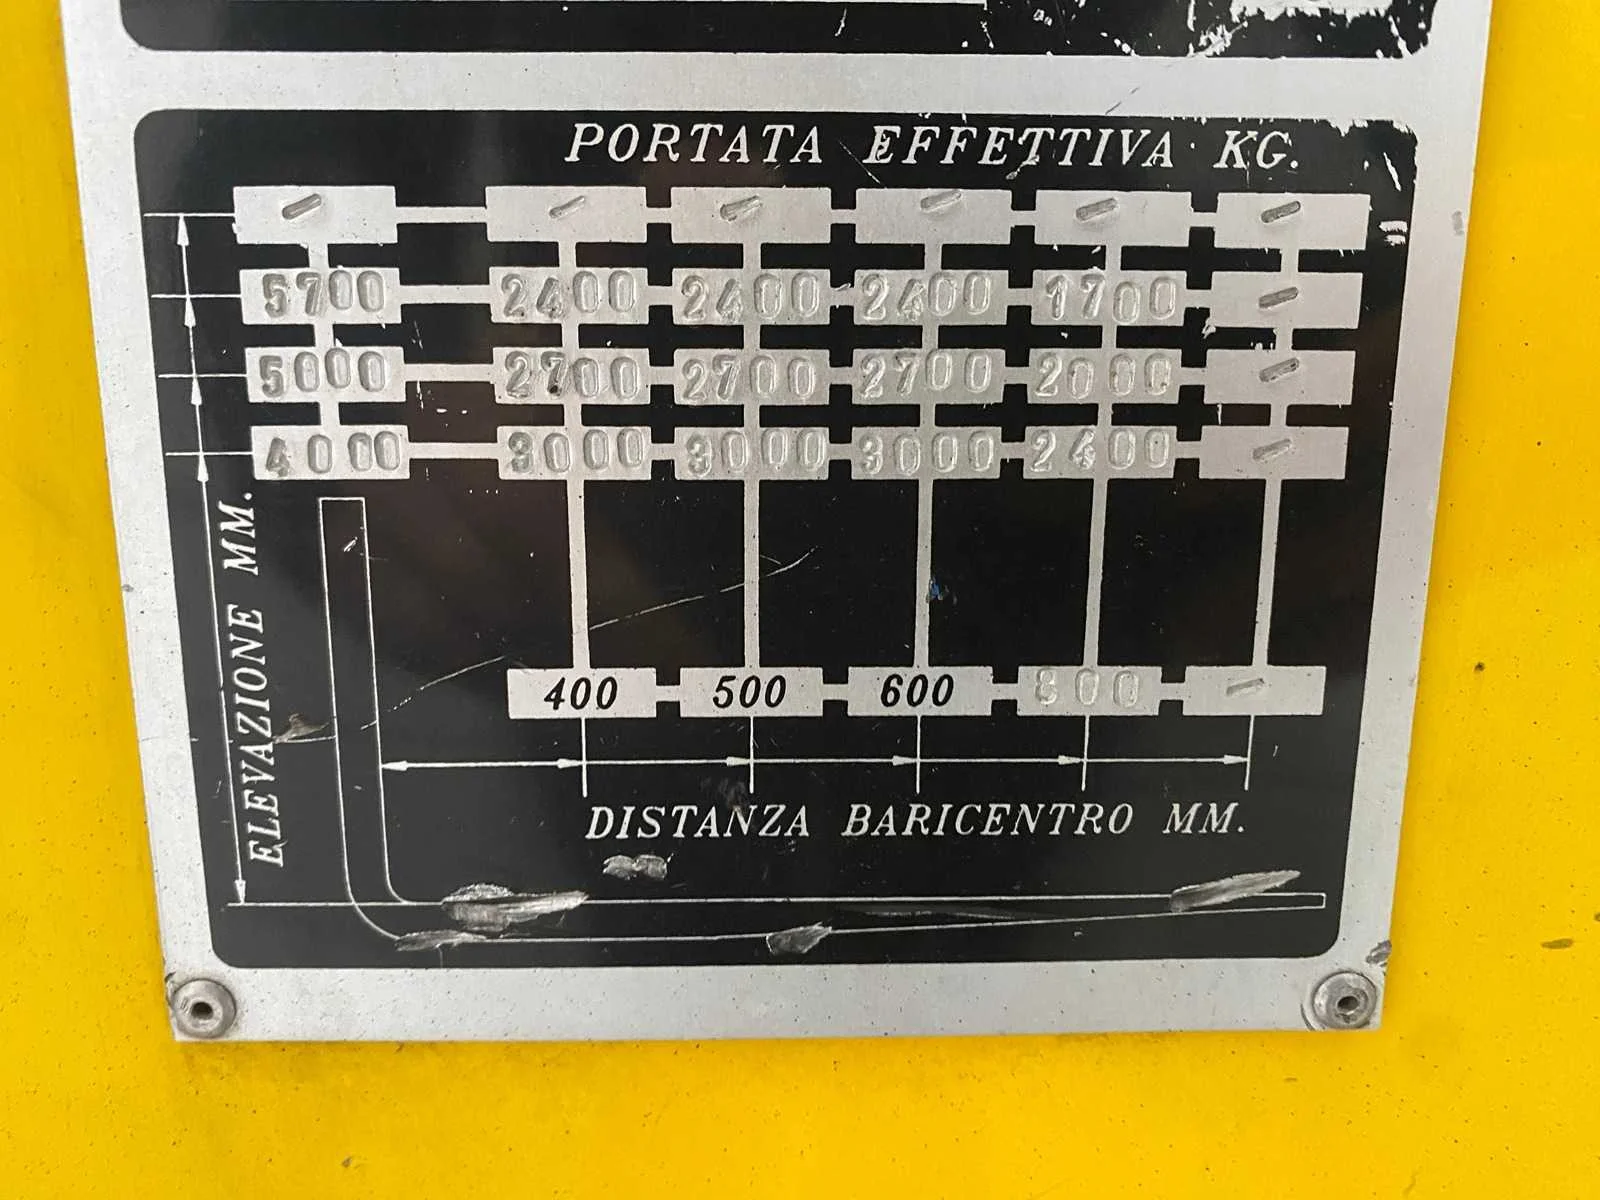 PORTATA EFFETTIVA KG.
- - - - - -
5700 2400 2400 2400 1700 -
5000 2700 2700 2700 2000 -
4000 3000 3000 3000 2400 -
ELEVAZIONE MM.
400 500 600 800 -
DISTANZA BARICENTRO MM.